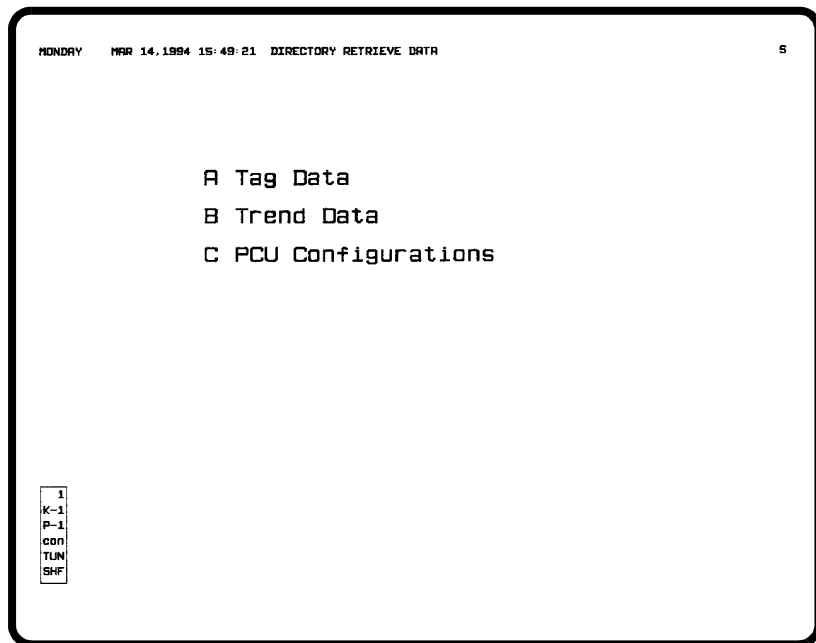 MONDAY MAR 14,1994 15:49:21 DIRECTORY RETRIEVE DATA S
A Tag Data
B Trend Data
C PCU Configurations
1
K-1
P-1
con
TUN
SHF